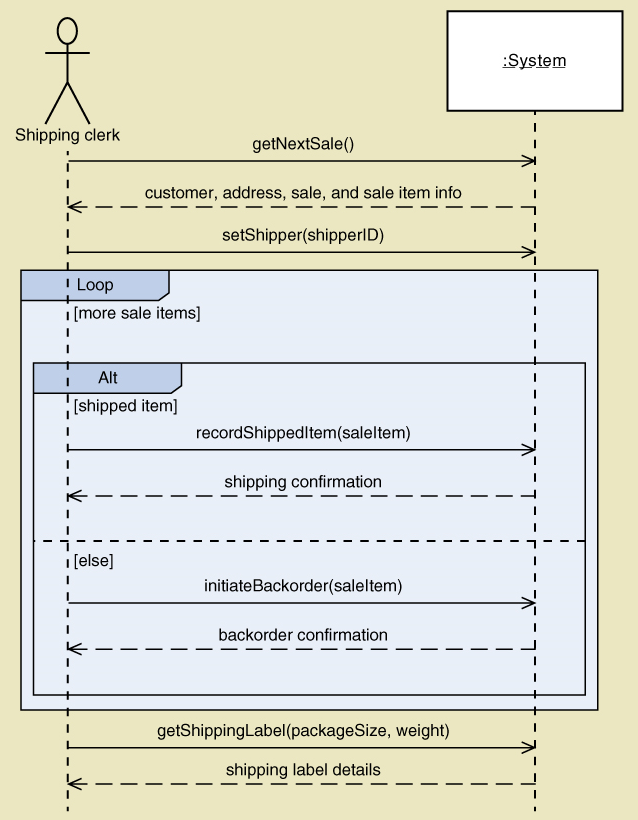 :System
Shipping clerk
getNextSale()
customer, address, sale, and sale item info
setShipper(shipperID)
Loop
[more sale items]
Alt
[shipped item]
recordShippedItem(saleItem)
shipping confirmation
[else]
initiateBackorder(saleItem)
backorder confirmation
getShippingLabel(packageSize, weight)
shipping label details